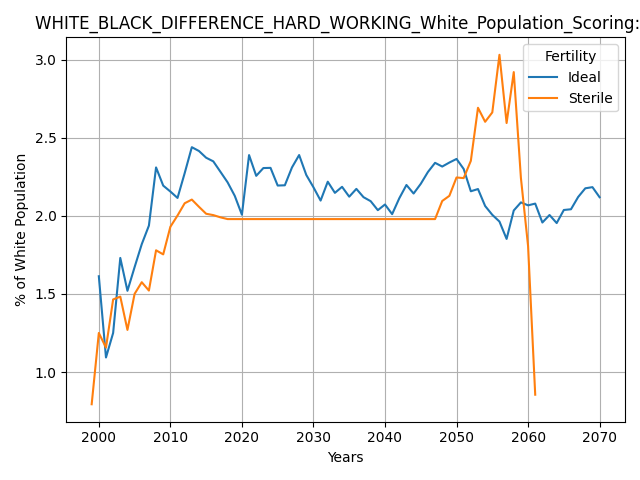 WHITE_BLACK_DIFFERENCE_HARD_WORKING_White_Population_Scoring:
3.0
2.5
2.0
1.5
1.0
% of White Population
Fertility
Ideal
Sterile
2000 2010 2020 2030 2040 2050 2060 2070
Years